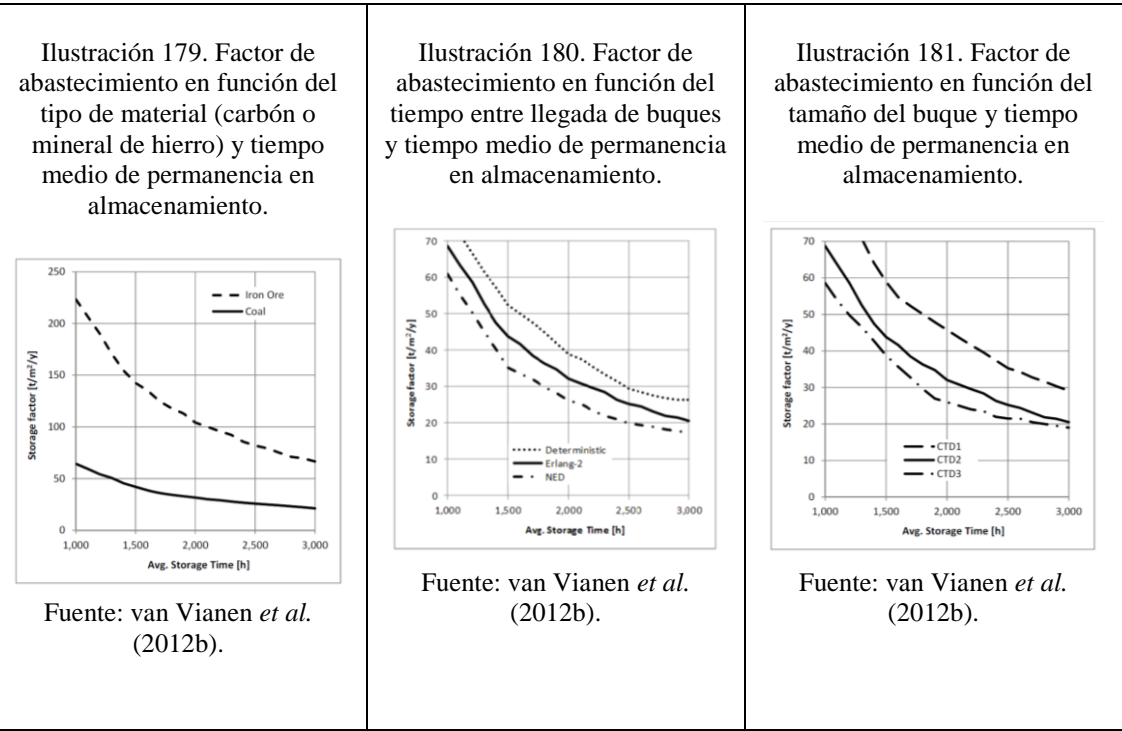 Ilustración 179. Factor de
abastecimiento en función del
tipo de material (carbón o
mineral de hierro) y tiempo
medio de permanencia en
almacenamiento.
250
200
150
100
50
0
Storage factor [t/m²/y]
Iron Ore
Coal
1,000 1,500 2,000 2,500 3,000
Avg. Storage Time [h]
Fuente: van Vianen et al.
(2012b).
Ilustración 180. Factor de
abastecimiento en función del
tiempo entre llegada de buques
y tiempo medio de permanencia
en almacenamiento.
70
60
50
40
30
20
10
0
Storage factor [t/m²/y]
Deterministic
Erlang-2
NED
1,000 1,500 2,000 2,500 3,000
Avg. Storage Time [h]
Fuente: van Vianen et al.
(2012b).
Ilustración 181. Factor de
abastecimiento en función del
tamaño del buque y tiempo
medio de permanencia en
almacenamiento.
70
60
50
40
30
20
10
0
Storage factor [t/m²/y]
CTD1
CTD2
CTD3
1,000 1,500 2,000 2,500 3,000
Avg. Storage Time [h]
Fuente: van Vianen et al.
(2012b).